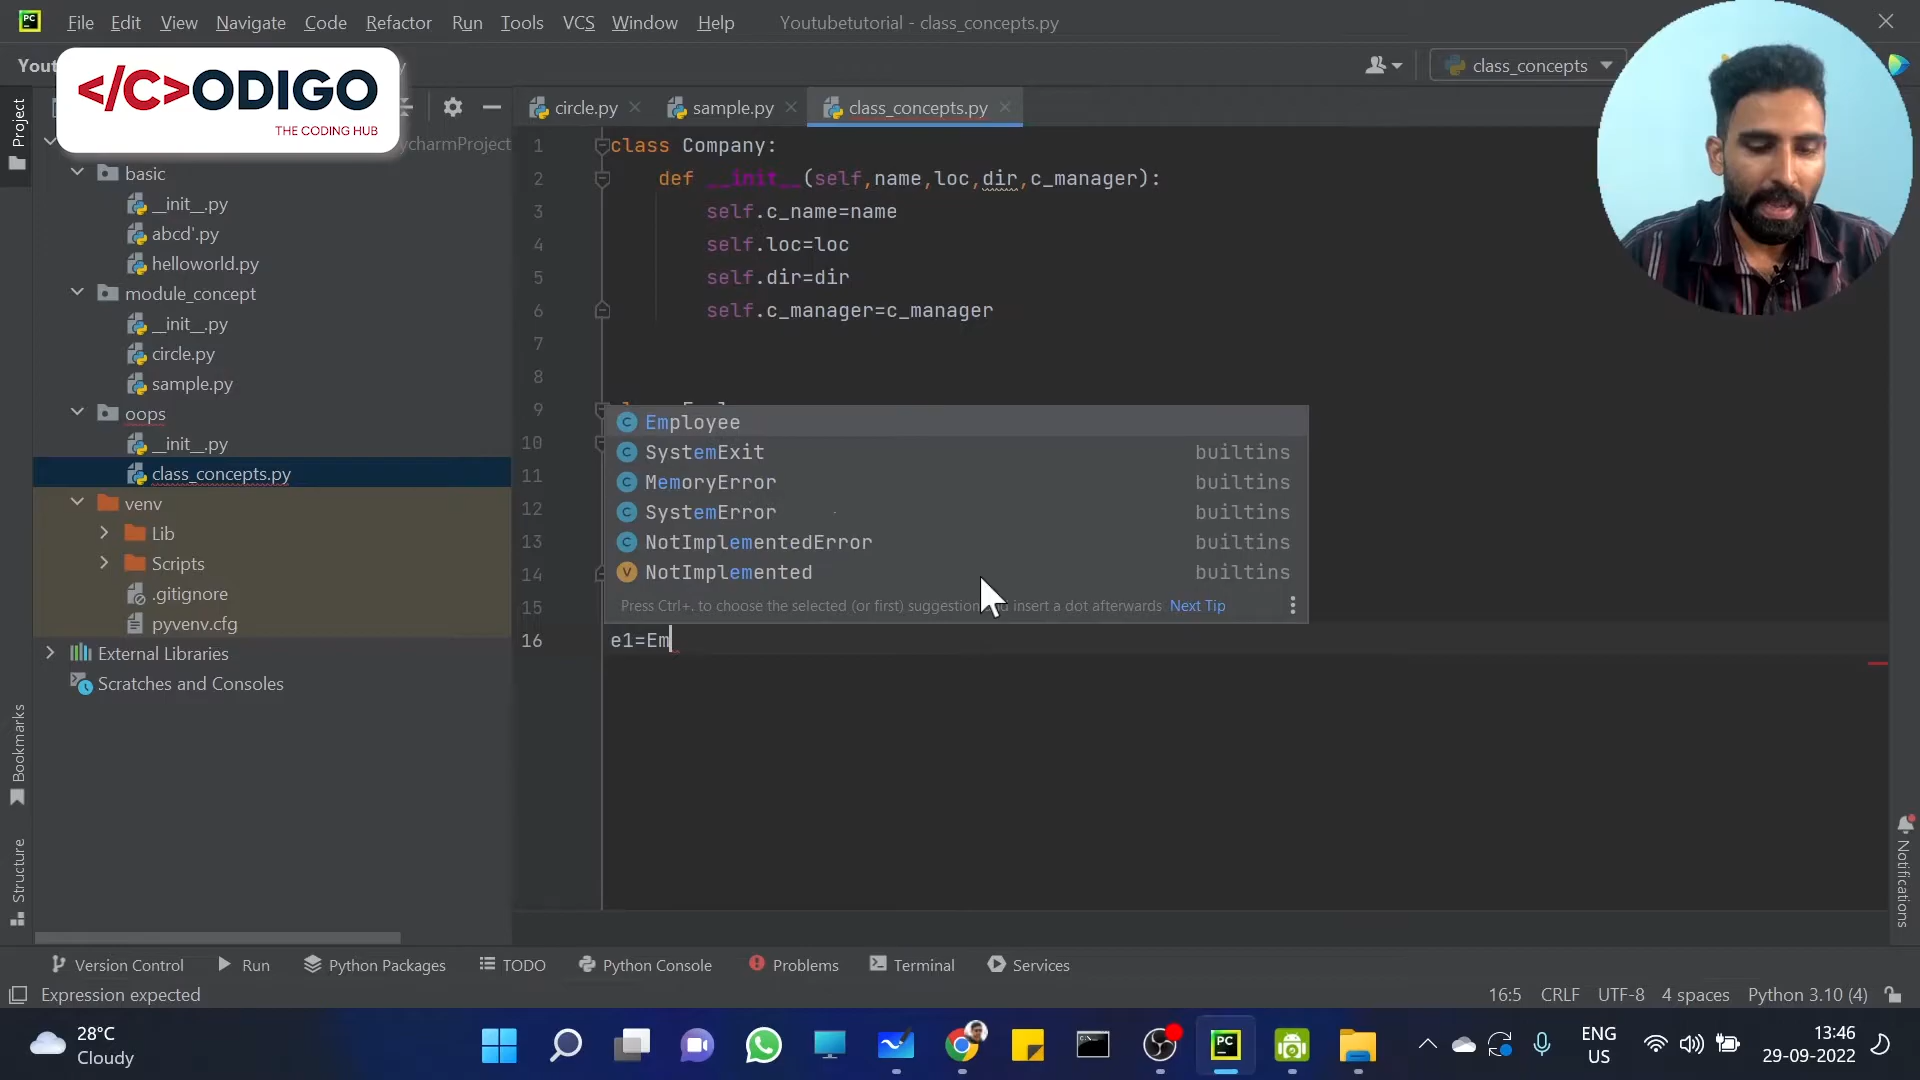 File Edit View Navigate Code Refactor Run Tools VCS Window Help Youtubetutorial - class_concepts.py
Yout
</C>ODIGO
THE CODING HUB
class_concepts
Project
circle.py sample.py class_concepts.py
ycharmProject
basic
__init__.py
abcd'.py
helloworld.py
module_concept
__init__.py
circle.py
sample.py
oops
__init__.py
class_concepts.py
venv
Lib
Scripts
.gitignore
pyvenv.cfg
External Libraries
Scratches and Consoles
Bookmarks
Structure
1 class Company:
2 def __init__(self,name,loc,dir,c_manager):
3 self.c_name=name
4 self.loc=loc
5 self.dir=dir
6 self.c_manager=c_manager
7
8
9
10
11
12
13
14
15
16 e1=Em
Employee
SystemExit builtins
MemoryError builtins
SystemError builtins
NotImplementedError builtins
NotImplemented builtins
Press Ctrl+. to choose the selected (or first) suggestion and insert a dot afterwards Next Tip
Notifications
Version Control Run Python Packages TODO Python Console Problems Terminal Services
Expression expected 16:5 CRLF UTF-8 4 spaces Python 3.10 (4)
28°C
Cloudy
ENG
US
13:46
29-09-2022